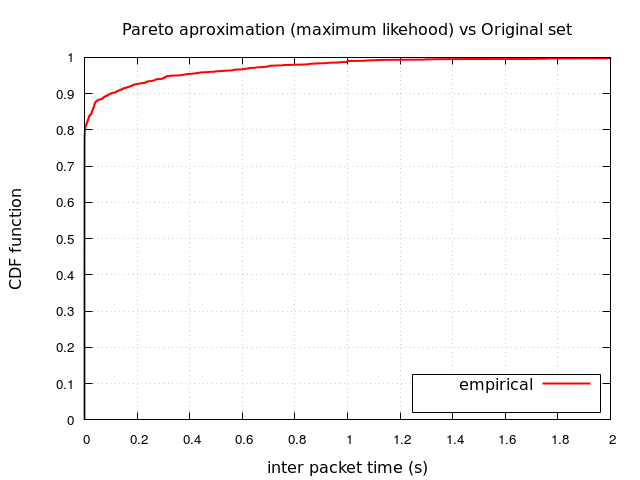 Pareto aproximation (maximum likehood) vs Original set
1
0.9
0.8
0.7
0.6
0.5
0.4
0.3
0.2
0.1
0
CDF function
empirical
0 0.2 0.4 0.6 0.8 1 1.2 1.4 1.6 1.8 2
inter packet time (s)